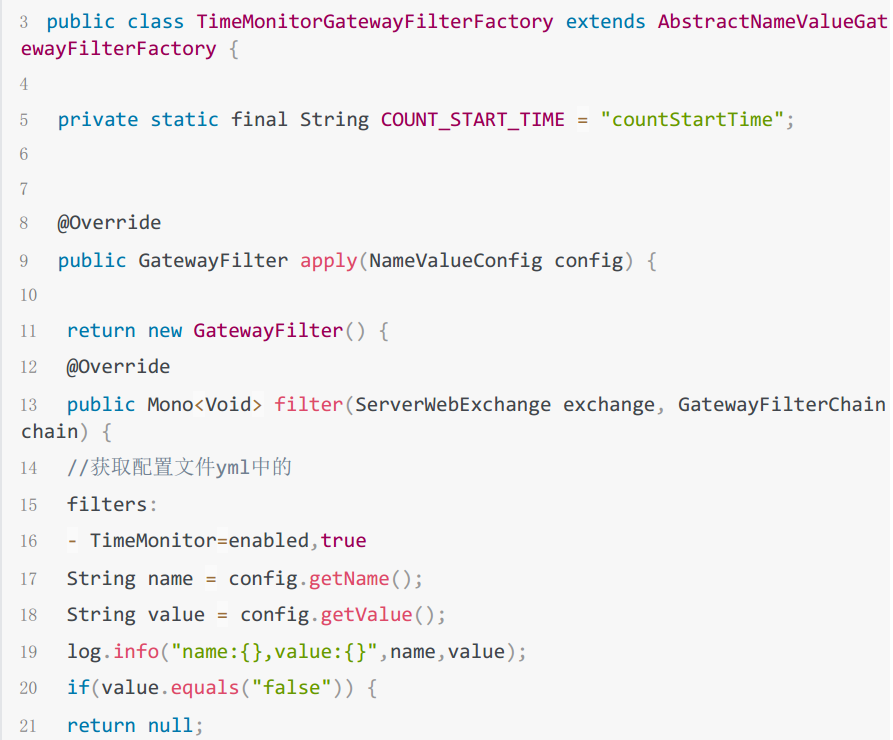 3 public class TimeMonitorGatewayFilterFactory extends AbstractNameValueGat
ewayFilterFactory {
4
5 private static final String COUNT_START_TIME = "countStartTime";
6
7
8 @Override
9 public GatewayFilter apply(NameValueConfig config) {
10
11 return new GatewayFilter() {
12 @Override
13 public Mono<Void> filter(ServerWebExchange exchange, GatewayFilterChain
chain) {
14 //获取配置文件yml中的
15 filters:
16 - TimeMonitor=enabled,true
17 String name = config.getName();
18 String value = config.getValue();
19 log.info("name:{},value:{}",name,value);
20 if(value.equals("false")) {
21 return null;